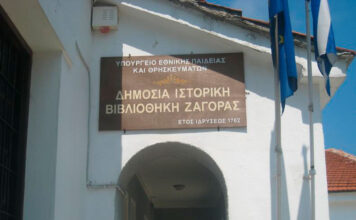 ΥΠΟΥΡΓΕΙΟ ΕΘΝΙΚΗΣ ΠΑΙΔΕΙΑΣ
ΚΑΙ ΘΡΗΣΚΕΥΜΑΤΩΝ
ΔΗΜΟΣΙΑ ΙΣΤΟΡΙΚΗ
ΒΙΒΛΙΟΘΗΚΗ ΖΑΓΟΡΑΣ
ΕΤΟΣ ΙΔΡΥΣΕΩΣ 1762